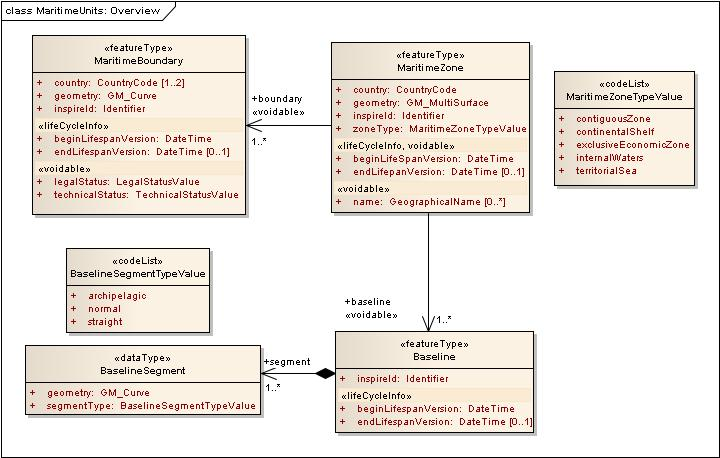 class MaritimeUnits: Overview
«featureType»
MaritimeBoundary
+ country: CountryCode [1..2]
+ geometry: GM_Curve
+ inspireId: Identifier
«lifeCycleInfo»
+ beginLifespanVersion: DateTime
+ endLifespanVersion: DateTime [0..1]
«voidable»
+ legalStatus: LegalStatusValue
+ technicalStatus: TechnicalStatusValue
+boundary
«voidable»
1..*
«featureType»
MaritimeZone
+ country: CountryCode
+ geometry: GM_MultiSurface
+ inspireId: Identifier
+ zoneType: MaritimeZoneTypeValue
«lifeCycleInfo, voidable»
+ beginLifeSpanVersion: DateTime
+ endLifespanVersion: DateTime [0..1]
«voidable»
+ name: GeographicalName [0..*]
«codeList»
MaritimeZoneTypeValue
+ contiguousZone
+ continentalShelf
+ exclusiveEconomicZone
+ internalWaters
+ territorialSea
«codeList»
BaselineSegmentTypeValue
+ archipelagic
+ normal
+ straight
+baseline
«voidable»
1..*
«dataType»
BaselineSegment
+ geometry: GM_Curve
+ segmentType: BaselineSegmentTypeValue
+segment
1..*
«featureType»
Baseline
+ inspireId: Identifier
«lifeCycleInfo»
+ beginLifespanVersion: DateTime
+ endLifespanVersion: DateTime [0..1]